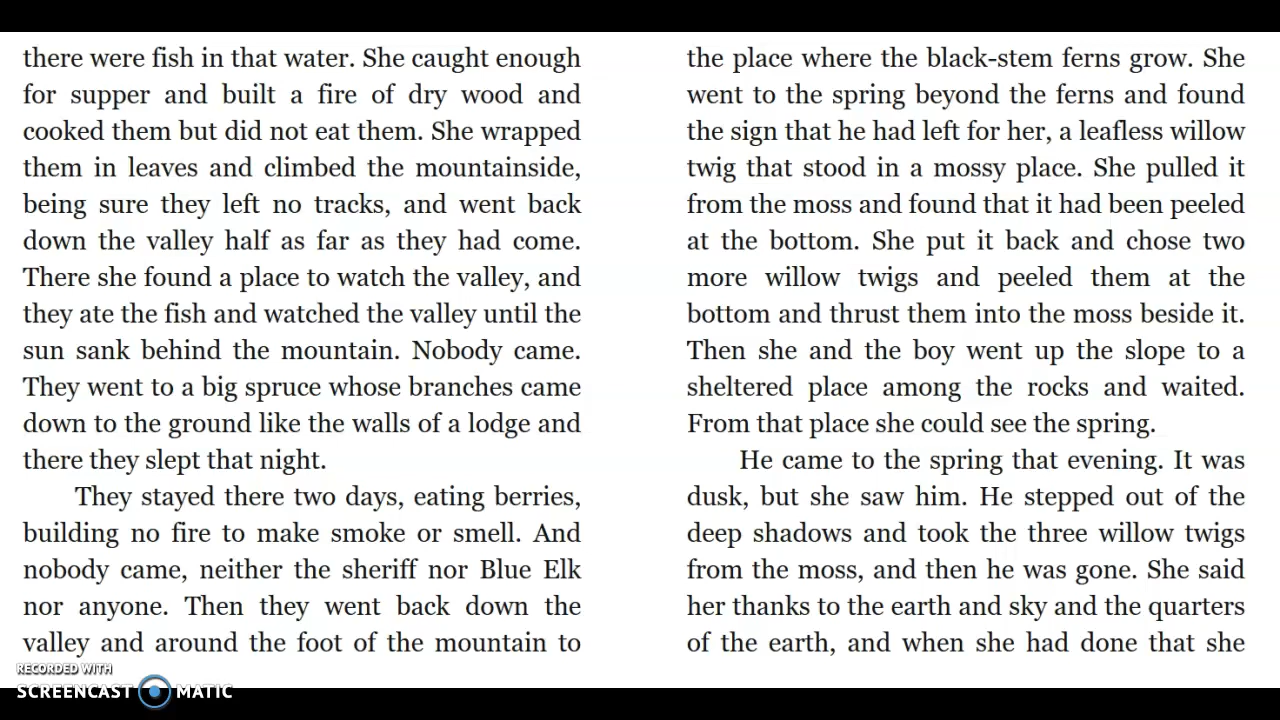 there were fish in that water. She caught enough
for supper and built a fire of dry wood and
cooked them but did not eat them. She wrapped
them in leaves and climbed the mountainside,
being sure they left no tracks, and went back
down the valley half as far as they had come.
There she found a place to watch the valley, and
they ate the fish and watched the valley until the
sun sank behind the mountain. Nobody came.
They went to a big spruce whose branches came
down to the ground like the walls of a lodge and
there they slept that night.
They stayed there two days, eating berries,
building no fire to make smoke or smell. And
nobody came, neither the sheriff nor Blue Elk
nor anyone. Then they went back down the
valley and around the foot of the mountain to
the place where the black-stem ferns grow. She
went to the spring beyond the ferns and found
the sign that he had left for her, a leafless willow
twig that stood in a mossy place. She pulled it
from the moss and found that it had been peeled
at the bottom. She put it back and chose two
more willow twigs and peeled them at the
bottom and thrust them into the moss beside it.
Then she and the boy went up the slope to a
sheltered place among the rocks and waited.
From that place she could see the spring.
He came to the spring that evening. It was
dusk, but she saw him. He stepped out of the
deep shadows and took the three willow twigs
from the moss, and then he was gone. She said
her thanks to the earth and sky and the quarters
of the earth, and when she had done that she
RECORDED WITH
SCREENCAST MATIC